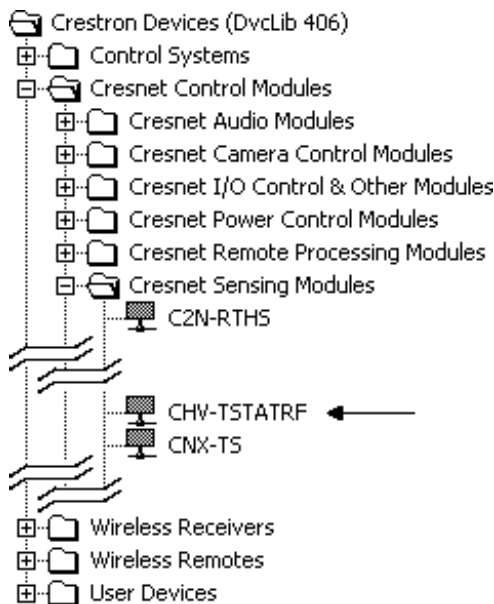 Crestron Devices (DvcLib 406)
Control Systems
Cresnet Control Modules
Cresnet Audio Modules
Cresnet Camera Control Modules
Cresnet I/O Control & Other Modules
Cresnet Power Control Modules
Cresnet Remote Processing Modules
Cresnet Sensing Modules
C2N-RTHS
CHV-TSTATRF
CNX-TS
Wireless Receivers
Wireless Remotes
User Devices